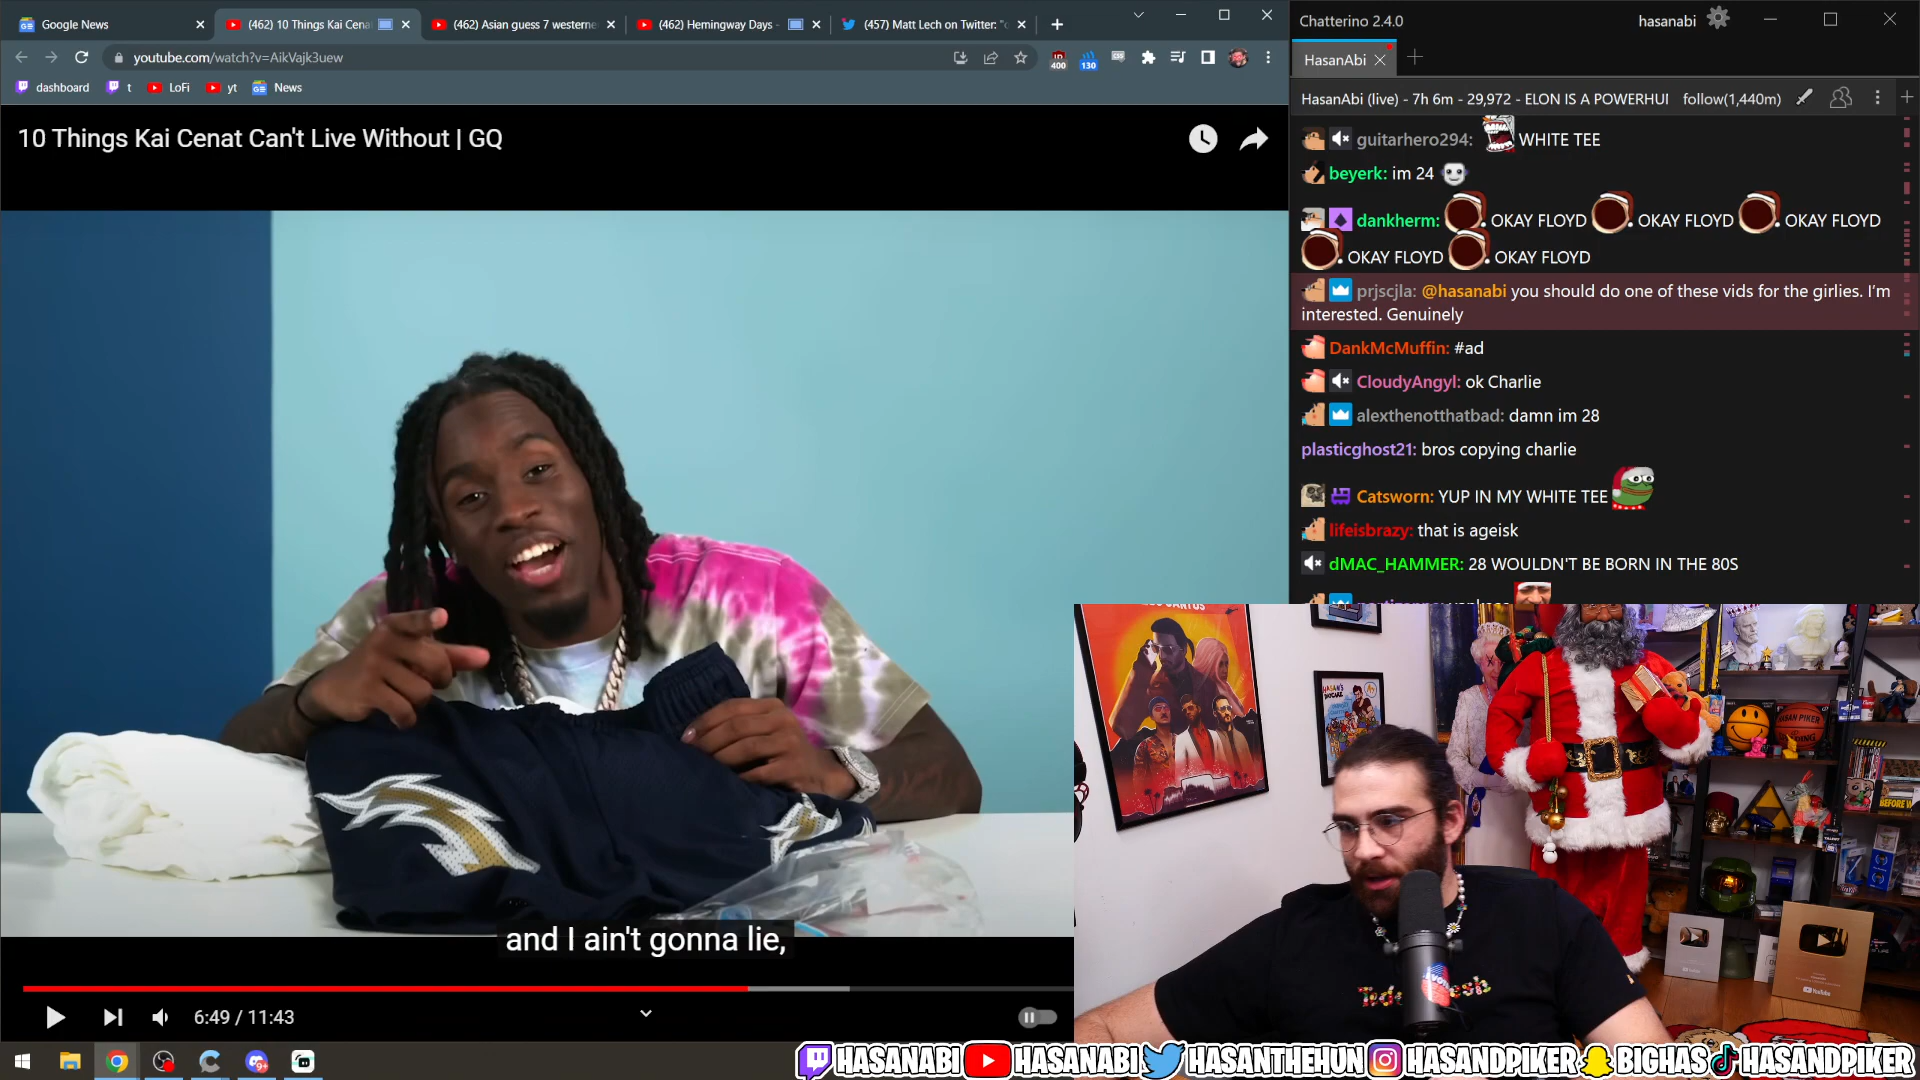 Google News
(462) 10 Things Kai Cena
(462) Asian guess 7 westerne
(462) Hemingway Days -
(457) Matt Lech on Twitter: "
youtube.com/watch?v=AikVajk3uew
400
130
dashboard
t
LoFi
yt
News
10 Things Kai Cenat Can't Live Without | GQ
and I ain't gonna lie,
6:49 / 11:43
Chatterino 2.4.0
hasanabi
HasanAbi
HasanAbi (live) - 7h 6m - 29,972 - ELON IS A POWERHUI
follow(1,440m)
guitarhero294: WHITE TEE
beyerk: im 24
dankherm: OKAY FLOYD OKAY FLOYD OKAY FLOYD
OKAY FLOYD OKAY FLOYD
prjscjla: @hasanabi you should do one of these vids for the girlies. I'm
interested. Genuinely
DankMcMuffin: #ad
CloudyAngyl: ok Charlie
alexthenotthatbad: damn im 28
plasticghost21: bros copying charlie
Catsworn: YUP IN MY WHITE TEE
lifeisbrazy: that is ageisk
dMAC_HAMMER: 28 WOULDN'T BE BORN IN THE 80S
HASAN PIKER
YouTube
HASANABI HASANABI HASANTHEHUN HASANDPIKER BIGHAS HASANDPIKER